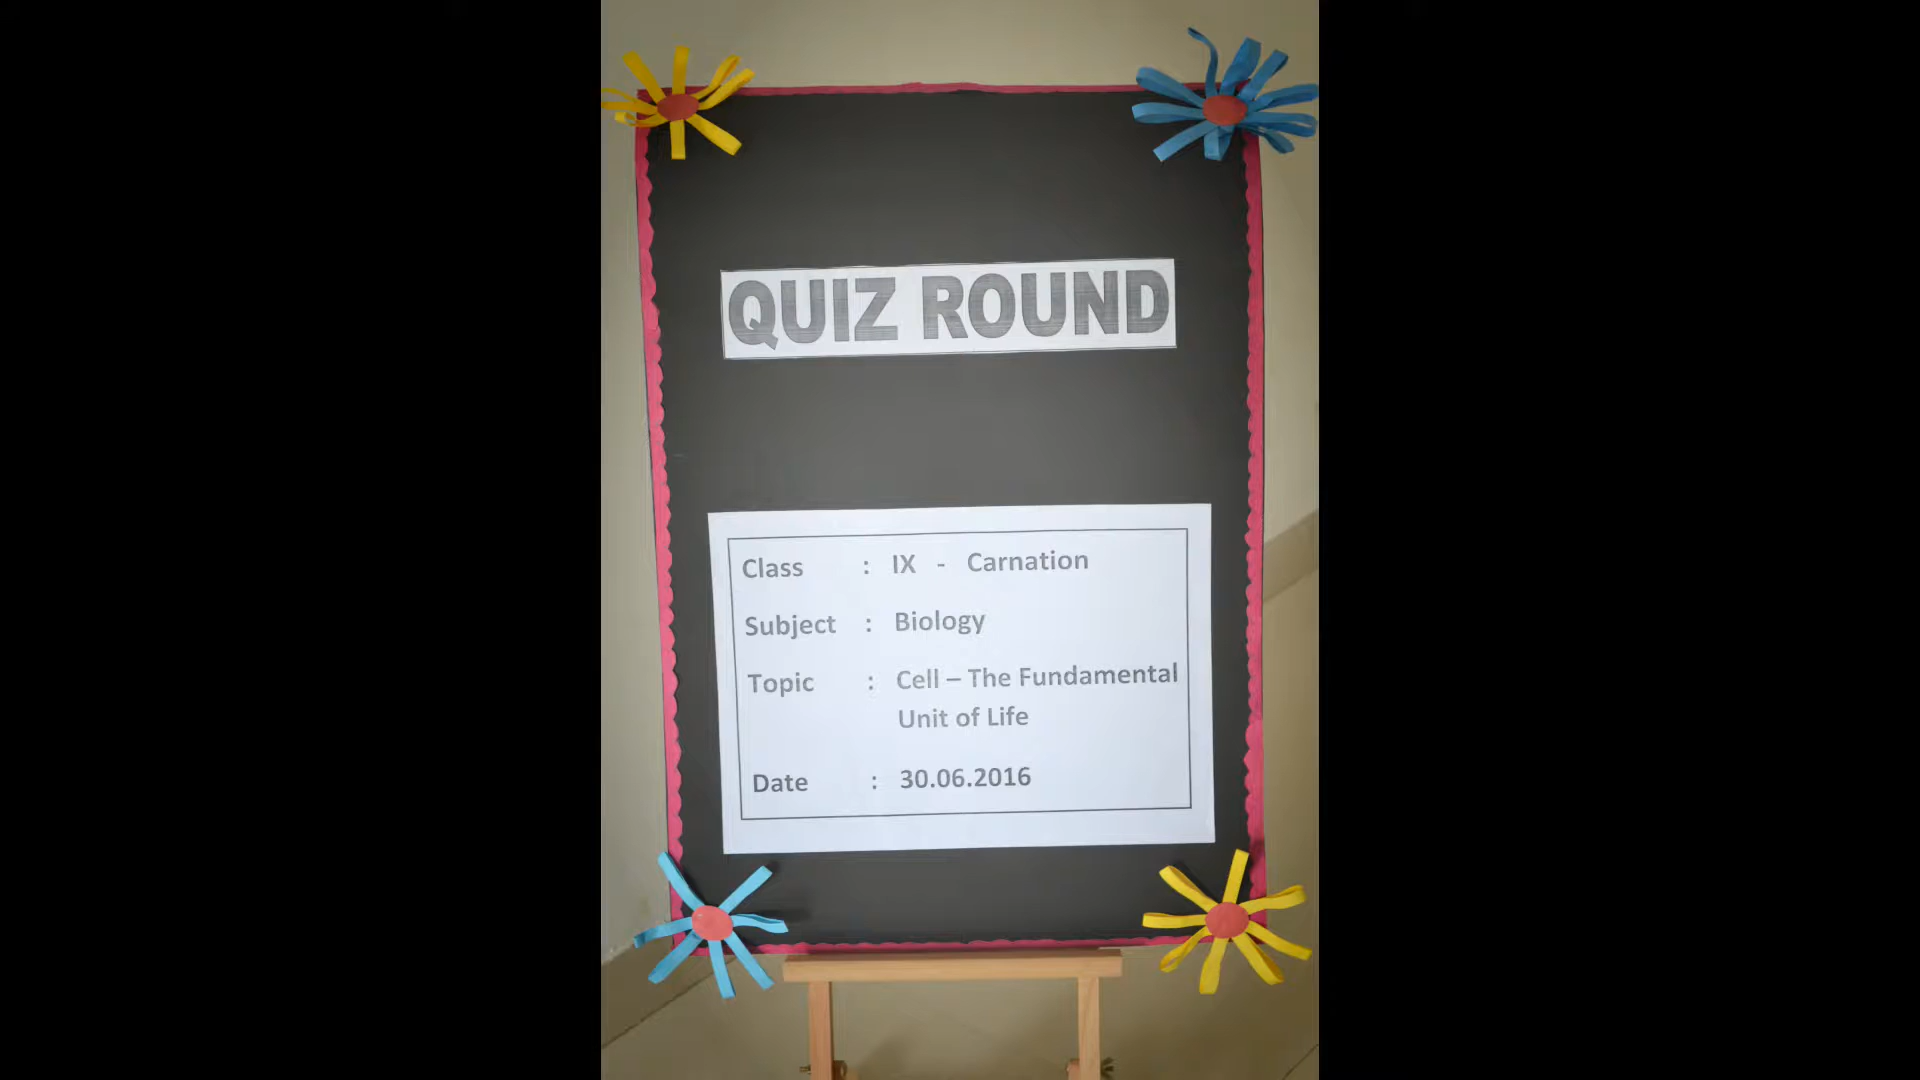 QUIZ ROUND
Class : IX - Carnation
Subject : Biology
Topic : Cell – The Fundamental
Unit of Life
Date : 30.06.2016